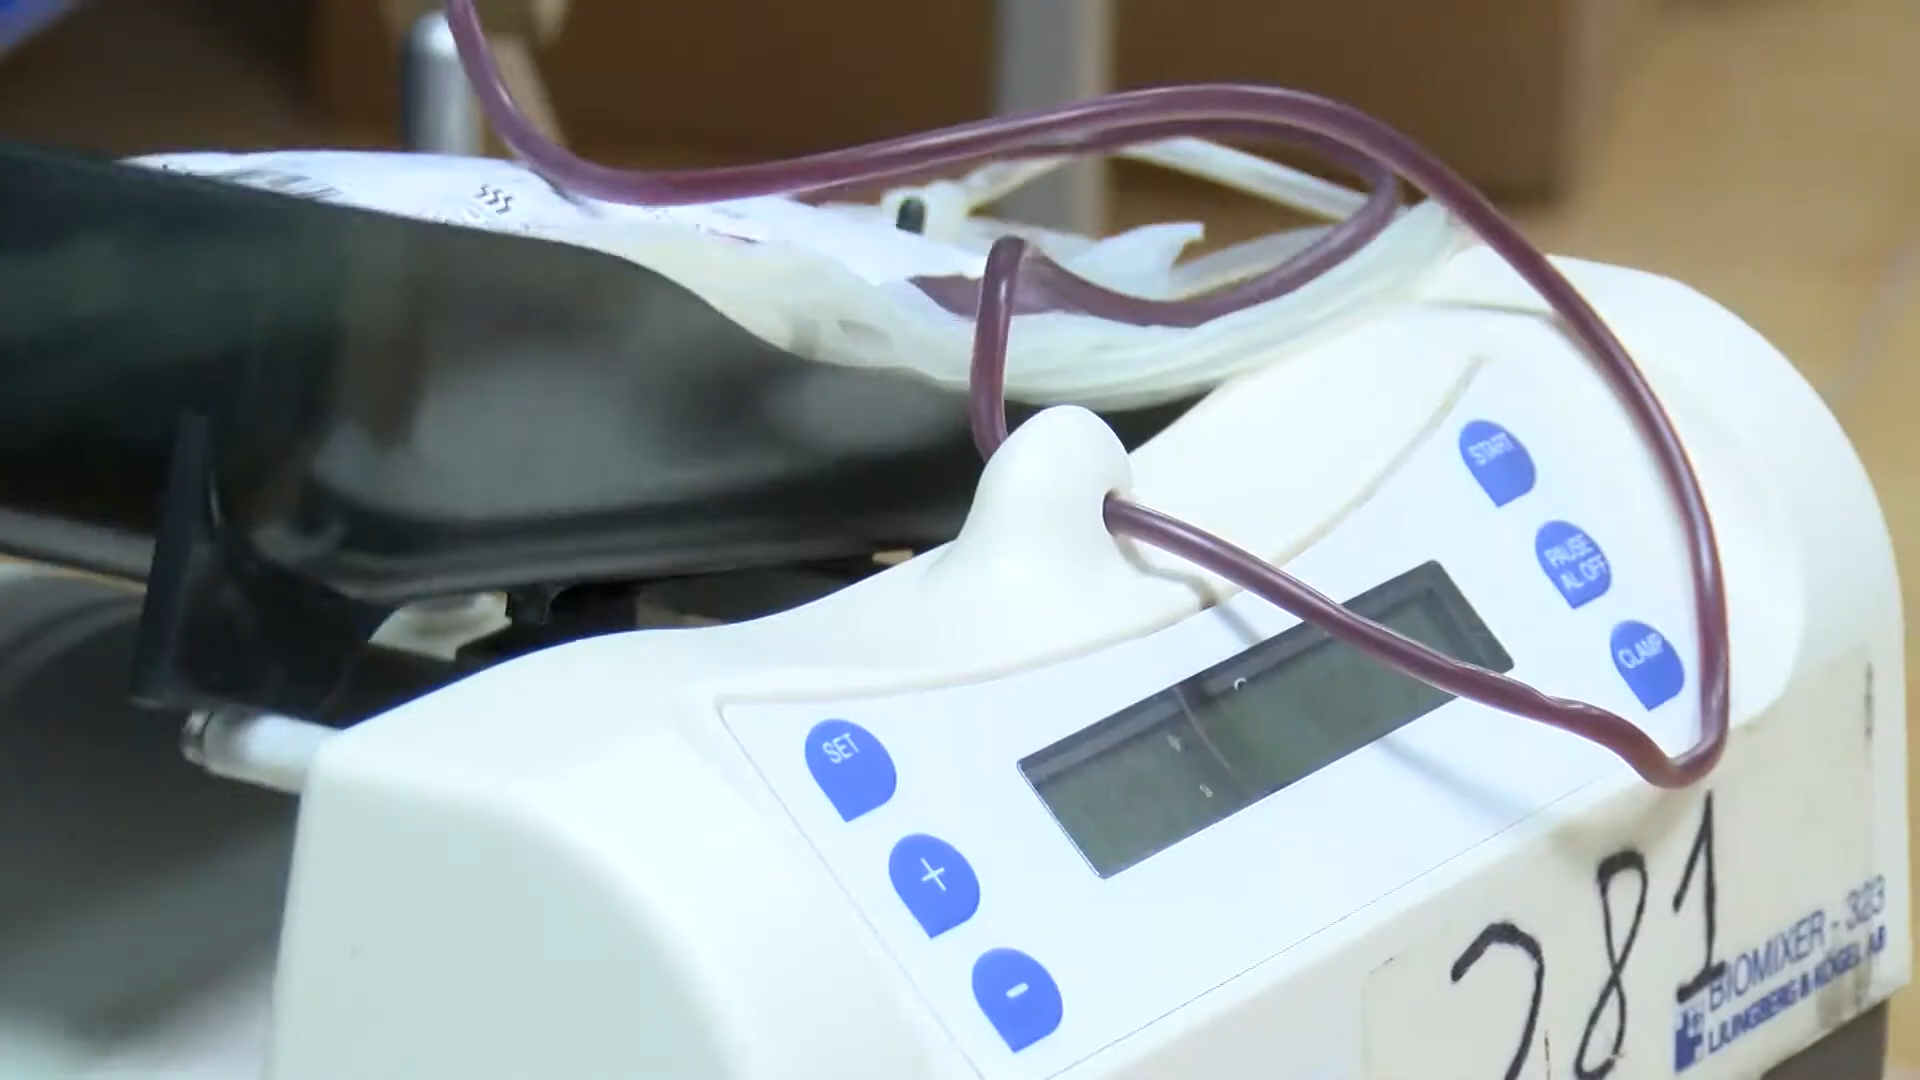 START
PAUSE
AL.OFF
CLAMP
SET
+
-
281
BIOMIXER - 323
LJUNGBERG & KÖGEL AB